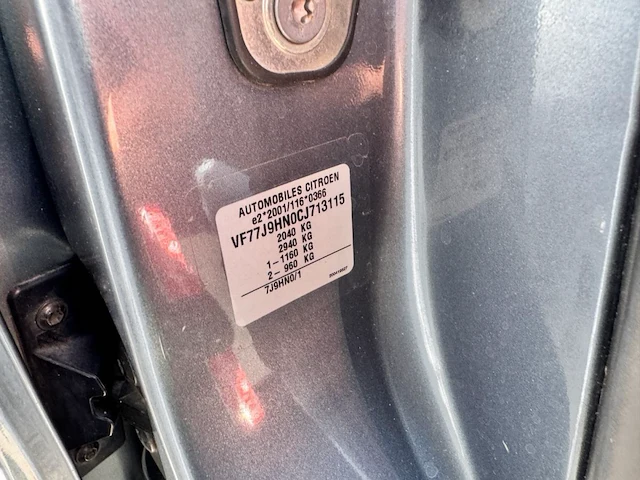 AUTOMOBILES CITROEN
e2*2001/116*0366
VF77J9HN0CJ713115
2040 KG
2940 KG
1-1160 KG
2-960 KG
7J9HN0/1